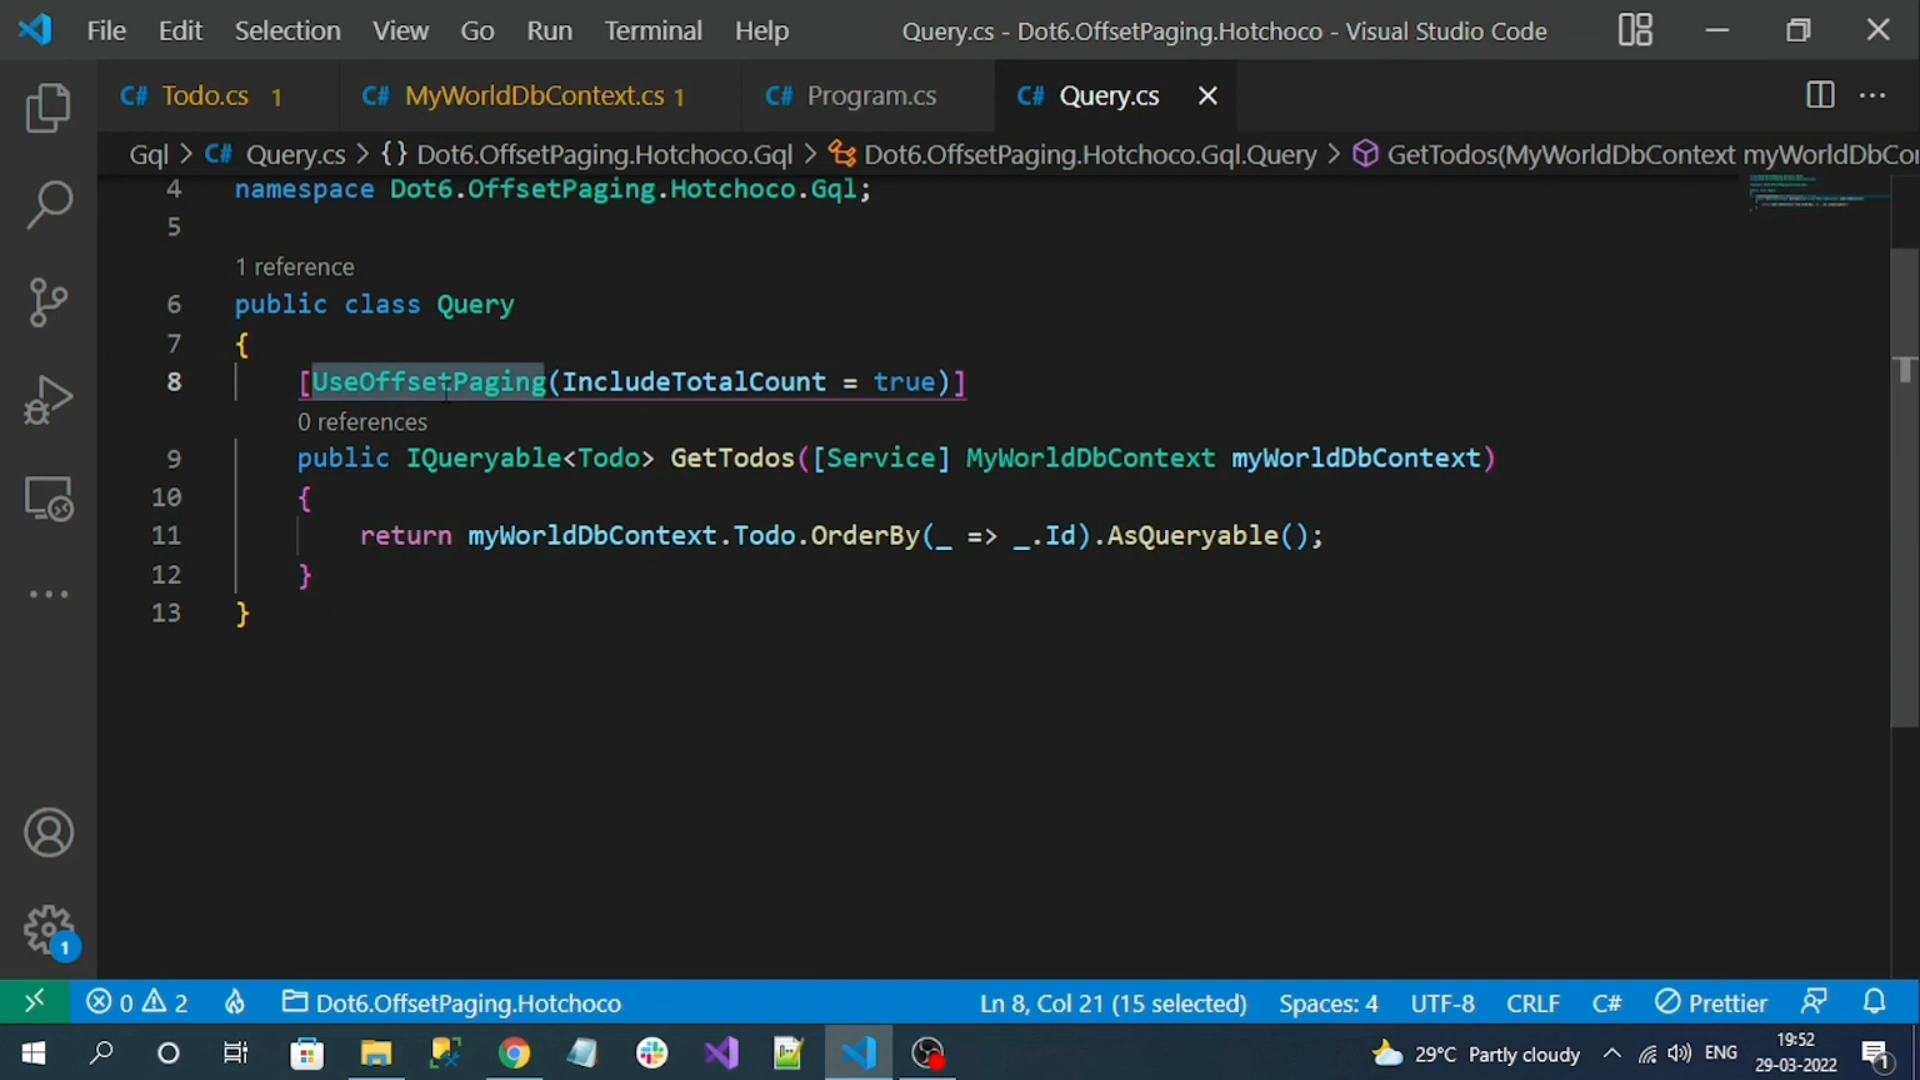 File Edit Selection View Go Run Terminal Help Query.cs - Dot6.OffsetPaging.Hotchoco - Visual Studio Code
C# Todo.cs 1 C# MyWorldDbContext.cs 1 C# Program.cs C# Query.cs
Gql > C# Query.cs > {} Dot6.OffsetPaging.Hotchoco.Gql > Dot6.OffsetPaging.Hotchoco.Gql.Query > GetTodos(MyWorldDbContext myWorldDbCo
4 namespace Dot6.OffsetPaging.Hotchoco.Gql;
5
1 reference
6 public class Query
7 {
8 [UseOffsetPaging(IncludeTotalCount = true)]
0 references
9 public IQueryable<Todo> GetTodos([Service] MyWorldDbContext myWorldDbContext)
10 {
11 return myWorldDbContext.Todo.OrderBy(_ => _.Id).AsQueryable();
12 }
13 }
1
0 2 Dot6.OffsetPaging.Hotchoco Ln 8, Col 21 (15 selected) Spaces: 4 UTF-8 CRLF C# Prettier
29°C Partly cloudy ENG 19:52
29-03-2022 1